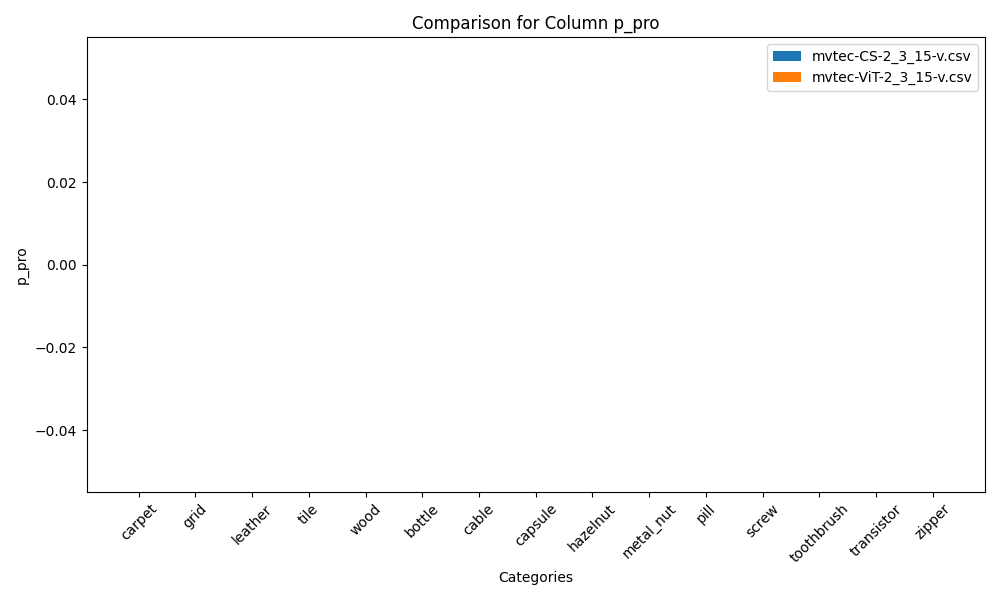 Comparison for Column p_pro
mvtec-CS-2_3_15-v.csv
mvtec-ViT-2_3_15-v.csv
0.04
0.02
0.00
−0.02
−0.04
p_pro
carpet
grid
leather
tile
wood
bottle
cable
capsule
hazelnut
metal_nut
pill
screw
toothbrush
transistor
zipper
Categories